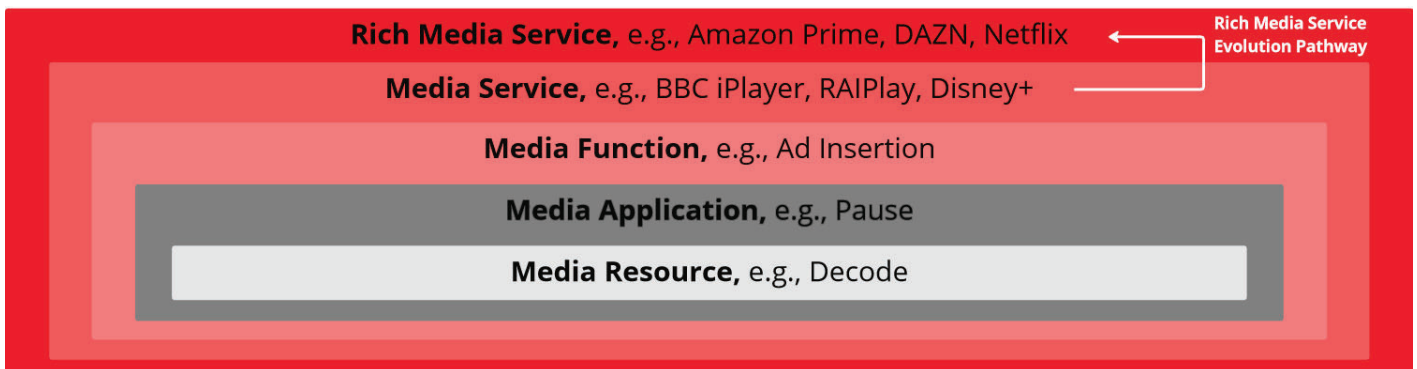 Rich Media Service, e.g., Amazon Prime, DAZN, Netflix
Rich Media Service
Evolution Pathway
Media Service, e.g., BBC iPlayer, RAIPlay, Disney+
Media Function, e.g., Ad Insertion
Media Application, e.g., Pause
Media Resource, e.g., Decode